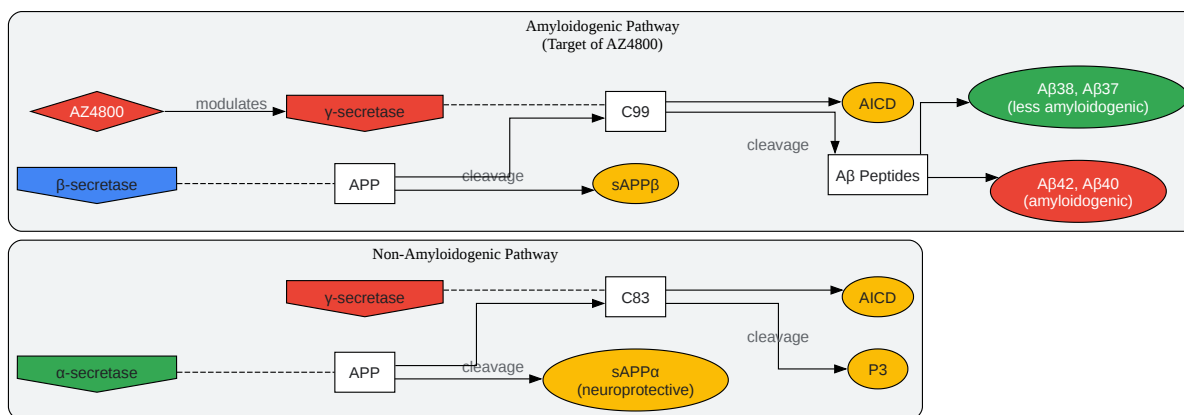 Amyloidogenic Pathway
(Target of AZ4800)
AZ4800
modulates
γ-secretase
C99
AICD
Aβ38, Aβ37
(less amyloidogenic)
cleavage
β-secretase
APP
cleavage
sAPPβ
Aβ Peptides
Aβ42, Aβ40
(amyloidogenic)
Non-Amyloidogenic Pathway
γ-secretase
C83
AICD
cleavage
α-secretase
APP
cleavage
sAPPα
(neuroprotective)
P3